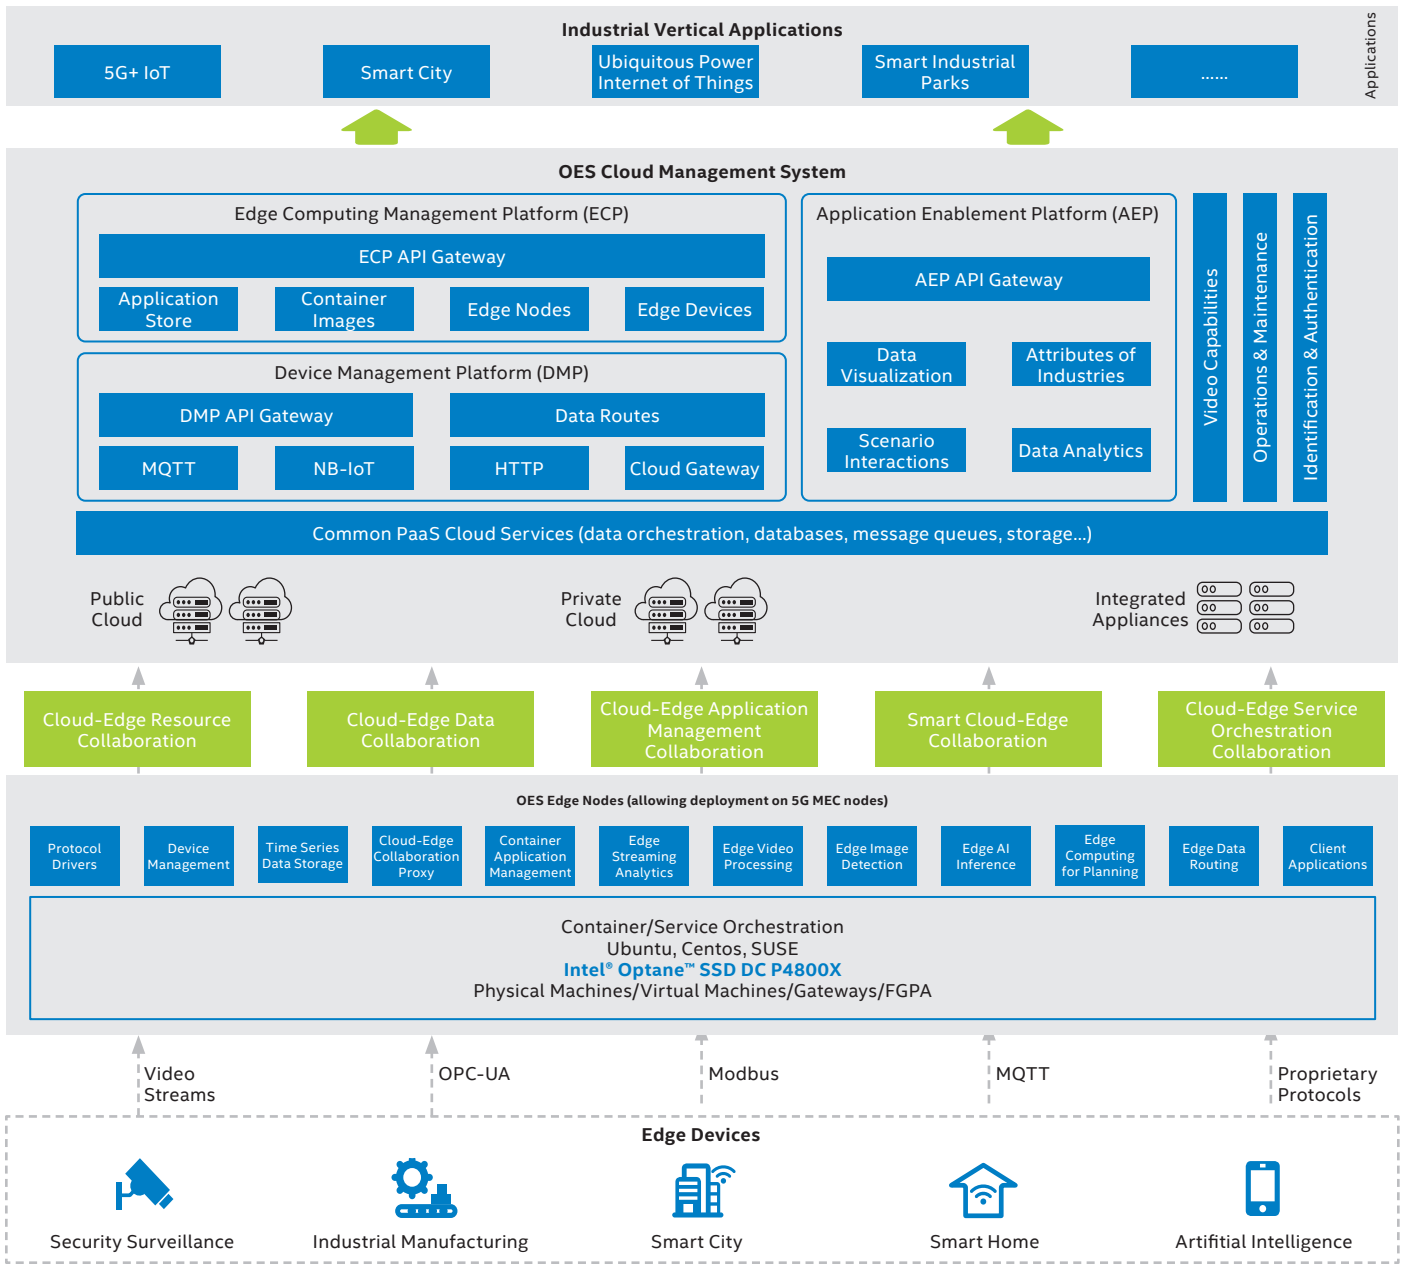 Industrial Vertical Applications
Applications
5G+ IoT
Smart City
Ubiquitous Power
Internet of Things
Smart Industrial
Parks
......
OES Cloud Management System
Edge Computing Management Platform (ECP)
ECP API Gateway
Application
Store
Container
Images
Edge Nodes
Edge Devices
Device Management Platform (DMP)
DMP API Gateway
Data Routes
MQTT
NB-IoT
HTTP
Cloud Gateway
Application Enablement Platform (AEP)
AEP API Gateway
Data
Visualization
Attributes of
Industries
Scenario
Interactions
Data Analytics
Video Capabilities
Operations & Maintenance
Identification & Authentication
Common PaaS Cloud Services (data orchestration, databases, message queues, storage...)
Public
Cloud
Private
Cloud
Integrated
Appliances
Cloud-Edge Resource
Collaboration
Cloud-Edge Data
Collaboration
Cloud-Edge Application
Management
Collaboration
Smart Cloud-Edge
Collaboration
Cloud-Edge Service
Orchestration
Collaboration
OES Edge Nodes (allowing deployment on 5G MEC nodes)
Protocol
Drivers
Device
Management
Time Series
Data Storage
Cloud-Edge
Collaboration
Proxy
Container
Application
Management
Edge
Streaming
Analytics
Edge Video
Processing
Edge Image
Detection
Edge AI
Inference
Edge
Computing
for Planning
Edge Data
Routing
Client
Applications
Container/Service Orchestration
Ubuntu, Centos, SUSE
Intel® Optane™ SSD DC P4800X
Physical Machines/Virtual Machines/Gateways/FGPA
Video
Streams
OPC-UA
Modbus
MQTT
Proprietary
Protocols
Edge Devices
Security Surveillance
Industrial Manufacturing
Smart City
Smart Home
Artifitial Intelligence